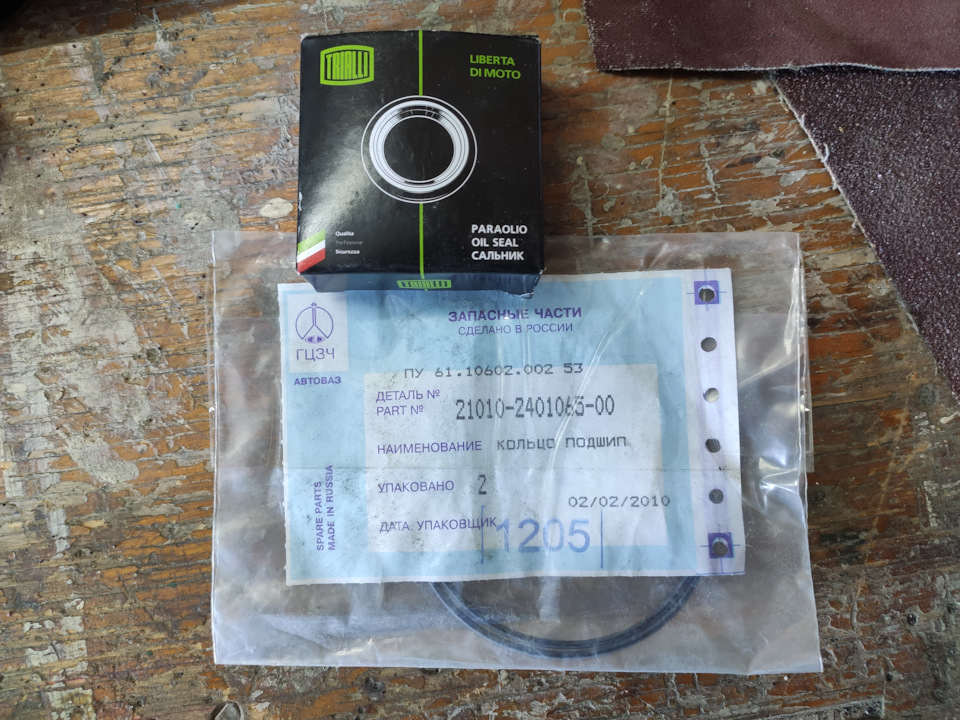 TRIALLI
LIBERTA
DI MOTO
Qualita
Perfezione
Sicurezza
PARAOLIO
OIL SEAL
САЛЬНИК
TRIALLI
ЗАПАСНЫЕ ЧАСТИ
СДЕЛАНО В РОССИИ
ГЦЗЧ
АВТОВАЗ
ПУ 61.10602.002 53
ДЕТАЛЬ №
PART №
21010-2401065-00
НАИМЕНОВАНИЕ КОЛЬЦО ПОДШИП
УПАКОВАНО 2
02/02/2010
ДАТА. УПАКОВЩИК 1205
SPARE PARTS
MADE IN RUSSIA